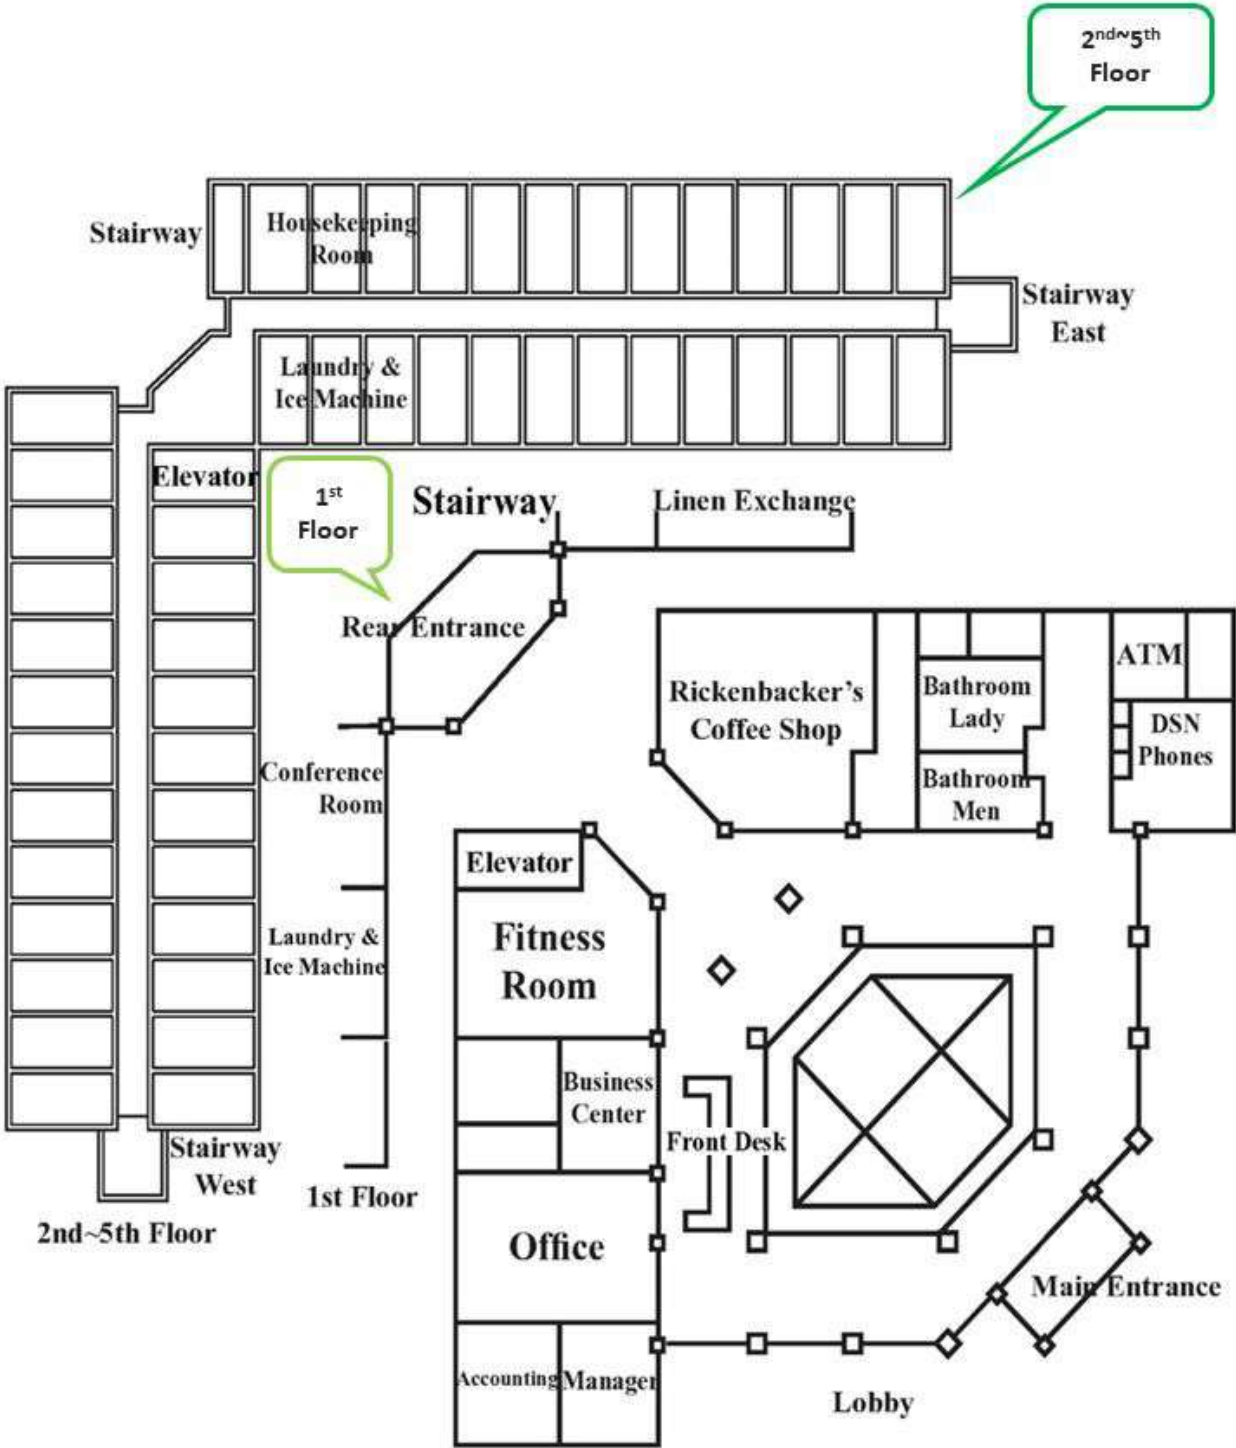 2nd~5th
Floor
Stairway
Housekeeping
Room
Stairway
East
Laundry &
Ice Machine
Elevator
1st
Floor
Stairway
Linen Exchange
Rear Entrance
Rickenbacker's
Coffee Shop
Bathroom
Lady
ATM
DSN
Phones
Conference
Room
Bathroom
Men
Elevator
Fitness
Room
Laundry &
Ice Machine
Business
Center
Front Desk
Stairway
West
1st Floor
2nd~5th Floor
Office
Main Entrance
Accounting
Manager
Lobby